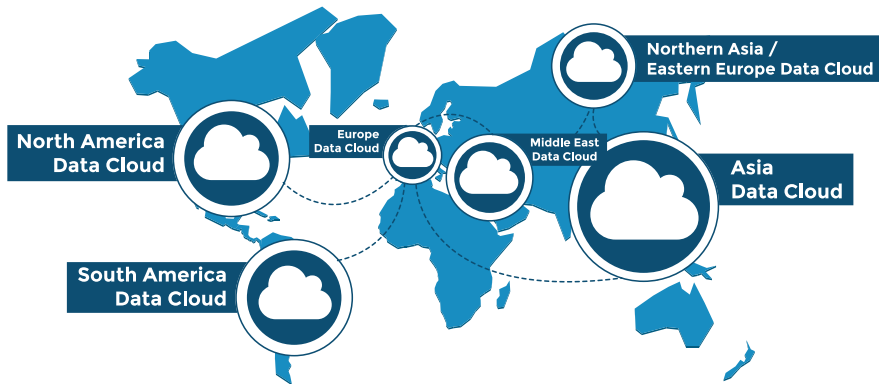 Northern Asia /
Eastern Europe Data Cloud
North America
Data Cloud
Europe
Data Cloud
Middle East
Data Cloud
Asia
Data Cloud
South America
Data Cloud